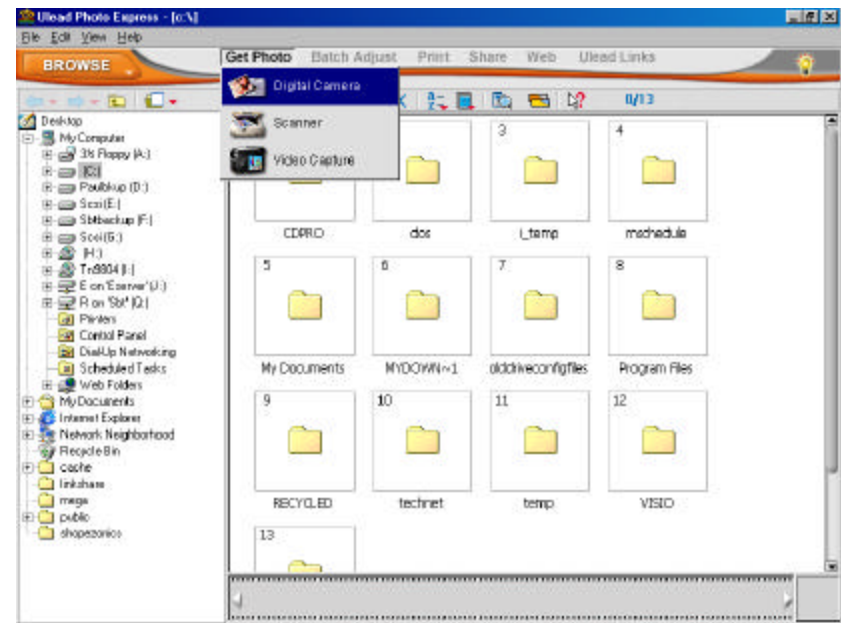 Ulead Photo Express - [c:\]
File Edit View Help
BROWSE
Get Photo Batch Adjust Print Share Web Ulead Links
Digital Camera
Scanner
Video Capture
0/13
Desktop
My Computer
3½ Floppy (A:)
(C:)
Paulbkup (D:)
Scsi(E:)
Sbtbackup (F:)
Scsi(G:)
(H:)
Tn9804 (I:)
E on 'Eserver' (J:)
R on 'Sbt' (Q:)
Printers
Control Panel
Dial-Up Networking
Scheduled Tasks
Web Folders
My Documents
Internet Explorer
Network Neighborhood
Recycle Bin
cache
linkshare
mega
public
shopezonics
3 4
CDPRO dos i_temp mschedule
5 6 7 8
My Documents MYDOWN~1 olddriveconfigfiles Program Files
9 10 11 12
RECYCLED technet temp VISIO
13